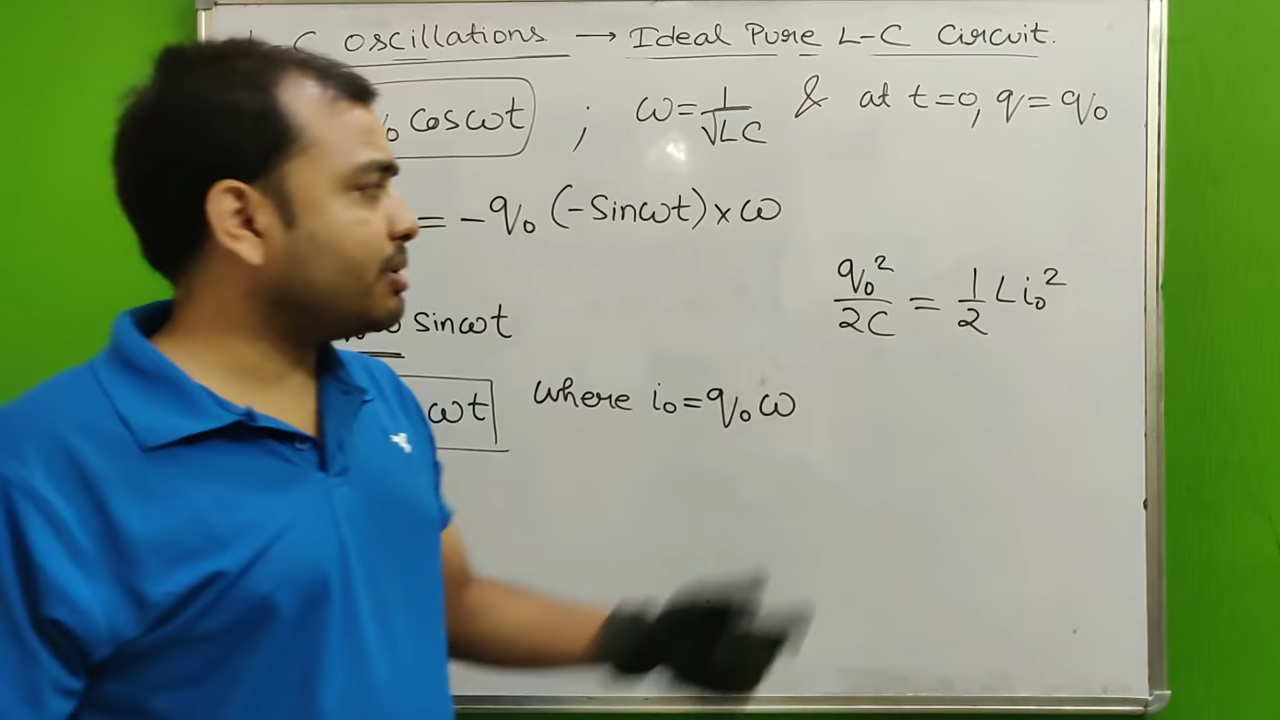 L-C Oscillations → Ideal Pure L-C Circuit.
cosωt ; ω=1/√LC & at t=0, q=q₀
= -q₀ (-Sinωt)×ω
q₀²/2C = 1/2 Li₀²
sinωt
ωt where i₀=q₀ω